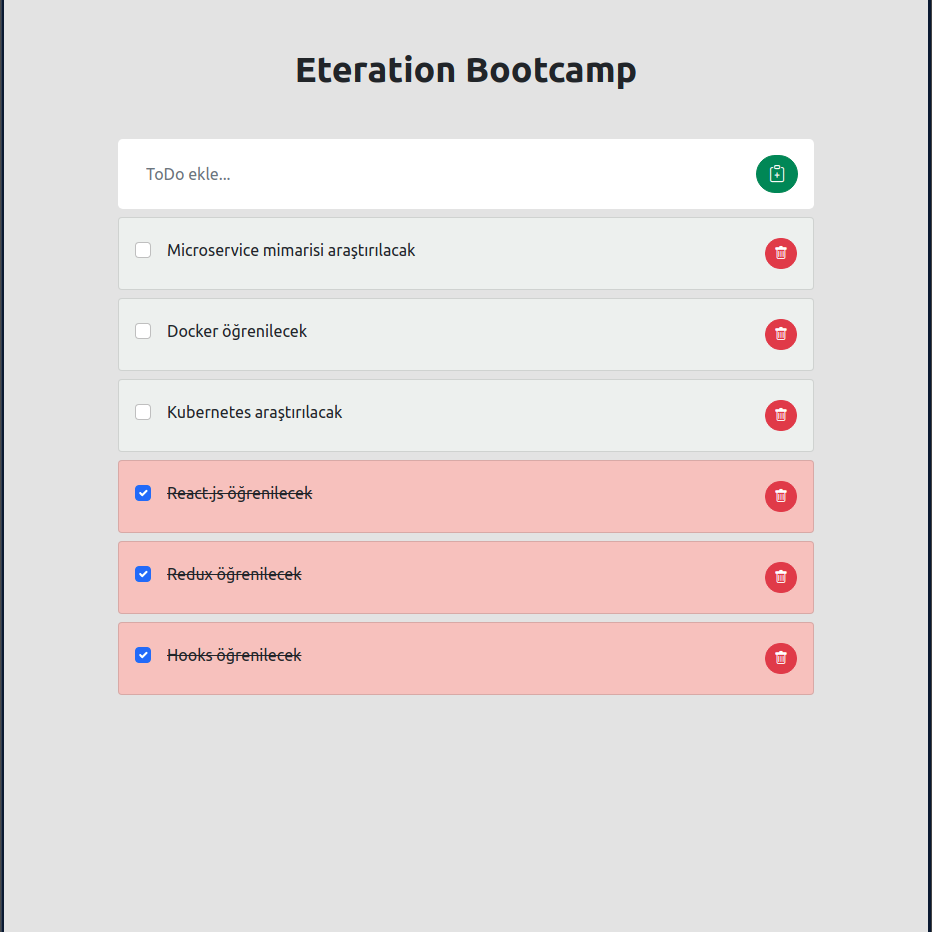 Eteration Bootcamp
ToDo ekle...
Microservice mimarisi araştırılacak
Docker öğrenilecek
Kubernetes araştırılacak
React.js öğrenilecek
Redux öğrenilecek
Hooks öğrenilecek